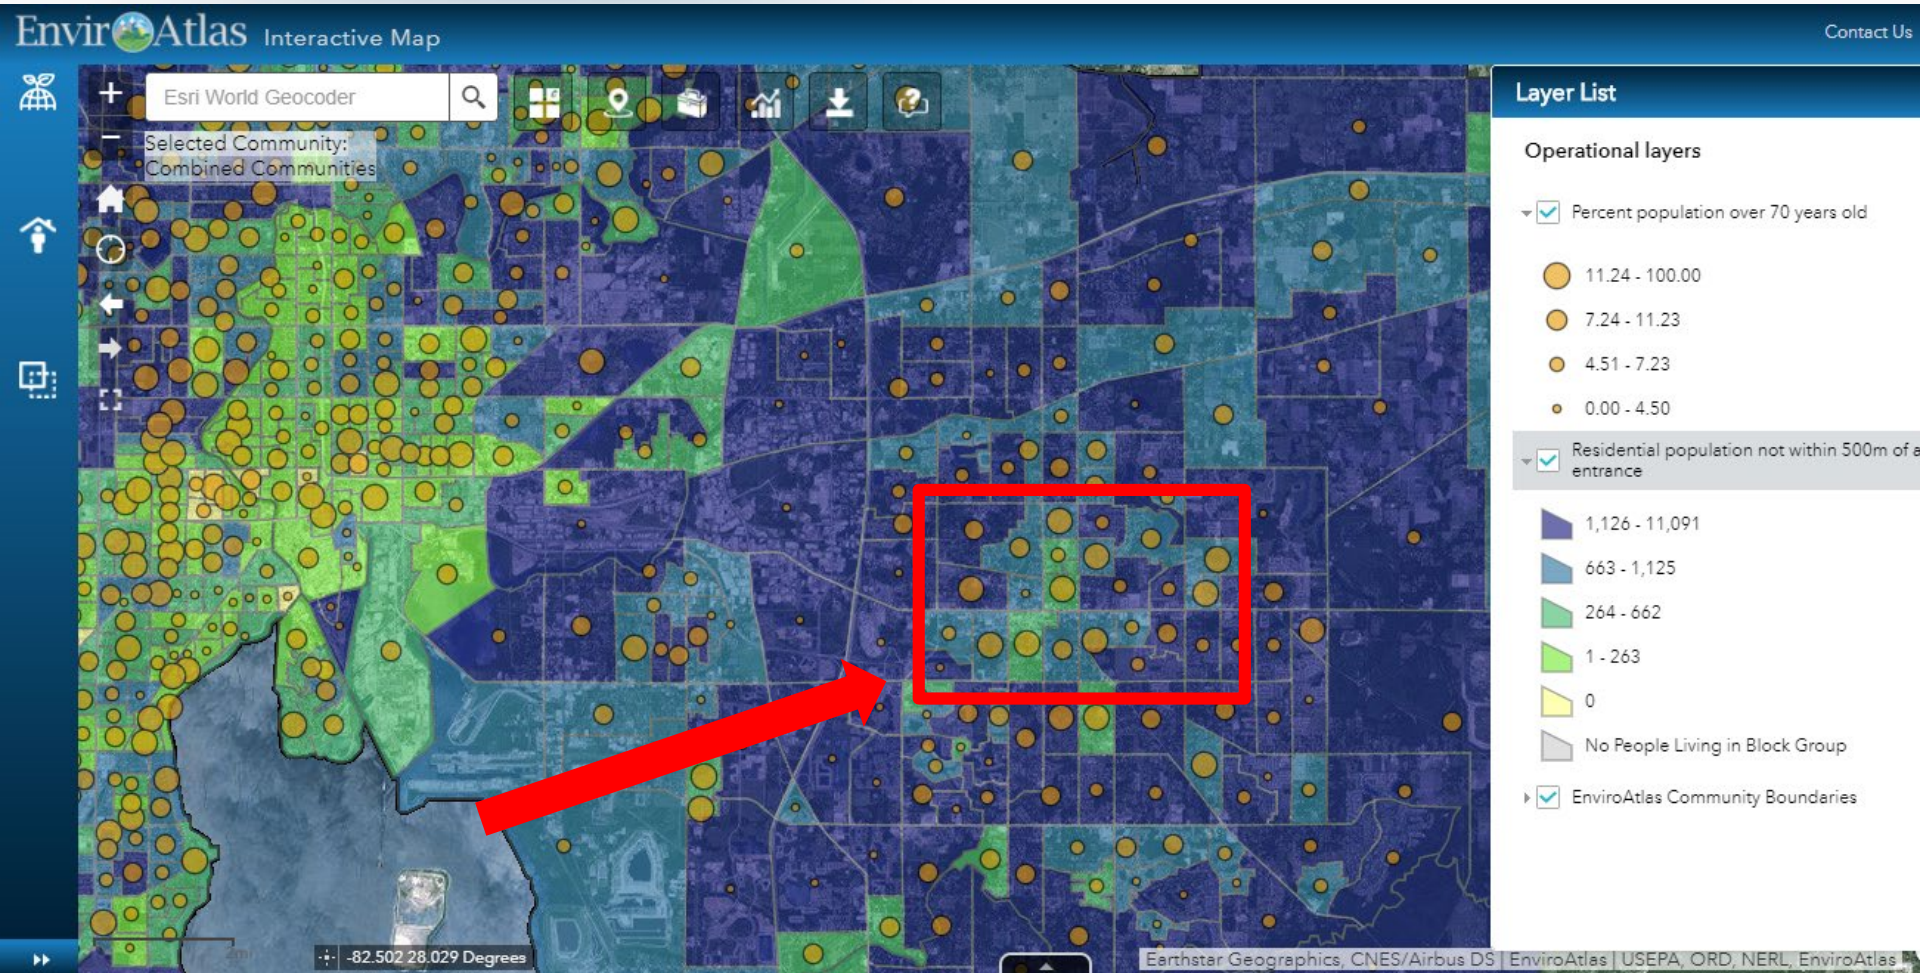 EnviroAtlas Interactive Map
Contact Us
Esri World Geocoder
Selected Community:
Combined Communities
Layer List
Operational layers
Percent population over 70 years old
11.24 - 100.00
7.24 - 11.23
4.51 - 7.23
0.00 - 4.50
Residential population not within 500m of a
entrance
1,126 - 11,091
663 - 1,125
264 - 662
1 - 263
0
No People Living in Block Group
EnviroAtlas Community Boundaries
2mi
-82.502 28.029 Degrees
Earthstar Geographics, CNES/Airbus DS | EnviroAtlas | USEPA, ORD, NERL, EnviroAtlas